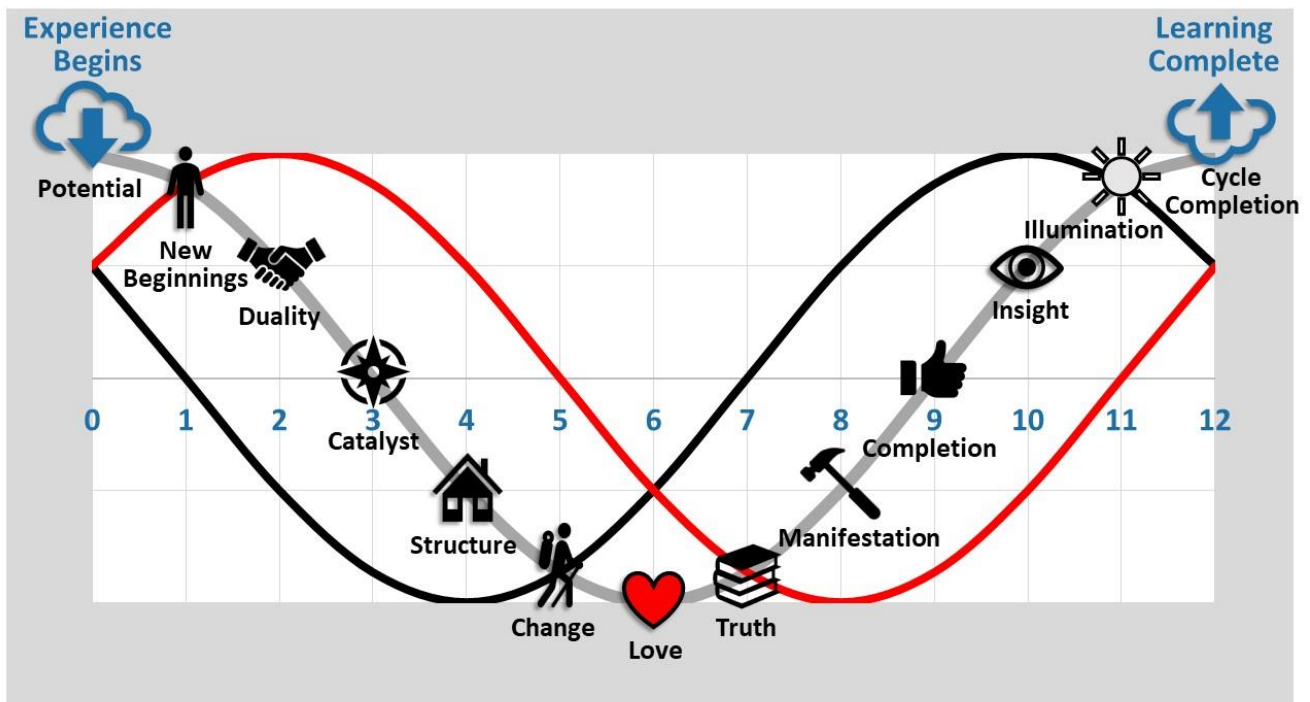 Experience
Begins
Learning
Complete
Potential
New
Beginnings
Duality
Catalyst
Structure
Change
Love
Truth
Manifestation
Completion
Insight
Illumination
Cycle
Completion
0 1 2 3 4 5 6 7 8 9 10 11 12